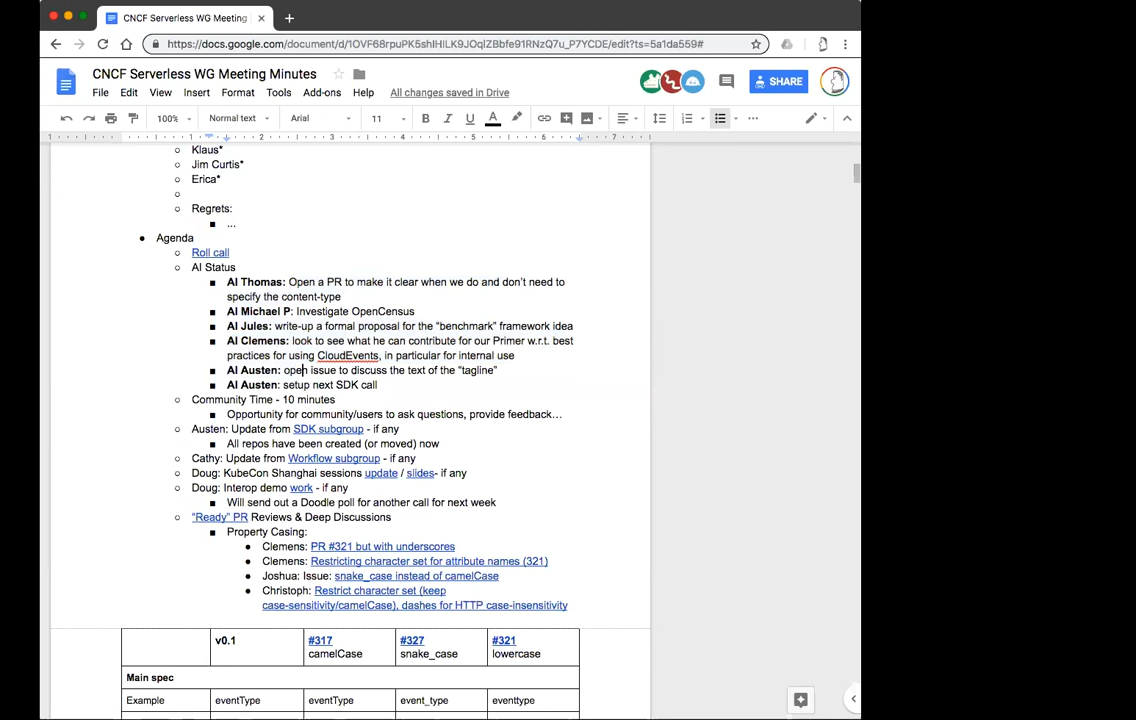 CNCF Serverless WG Meeting
https://docs.google.com/document/d/1OVF68rpuPK5shIHlLK9JOqlZBbfe91RNzQ7u_P7YCDE/edit?ts=5a1da559#
CNCF Serverless WG Meeting Minutes
File Edit View Insert Format Tools Add-ons Help All changes saved in Drive
SHARE
100% Normal text Arial 11 B I U A
1 1 2 3 4 5 6 7
Klaus*
Jim Curtis*
Erica*
Regrets:
...
Agenda
Roll call
AI Status
AI Thomas: Open a PR to make it clear when we do and don't need to
specify the content-type
AI Michael P: Investigate OpenCensus
AI Jules: write-up a formal proposal for the "benchmark" framework idea
AI Clemens: look to see what he can contribute for our Primer w.r.t. best
practices for using CloudEvents, in particular for internal use
AI Austen: open issue to discuss the text of the "tagline"
AI Austen: setup next SDK call
Community Time - 10 minutes
Opportunity for community/users to ask questions, provide feedback…
Austen: Update from SDK subgroup - if any
All repos have been created (or moved) now
Cathy: Update from Workflow subgroup - if any
Doug: KubeCon Shanghai sessions update / slides- if any
Doug: Interop demo work - if any
Will send out a Doodle poll for another call for next week
"Ready" PR Reviews & Deep Discussions
Property Casing:
Clemens: PR #321 but with underscores
Clemens: Restricting character set for attribute names (321)
Joshua: Issue: snake_case instead of camelCase
Christoph: Restrict character set (keep
case-sensitivity/camelCase), dashes for HTTP case-insensitivity
v0.1 #317 #327 #321
camelCase snake_case lowercase
Main spec
Example eventType eventType event_type eventtype